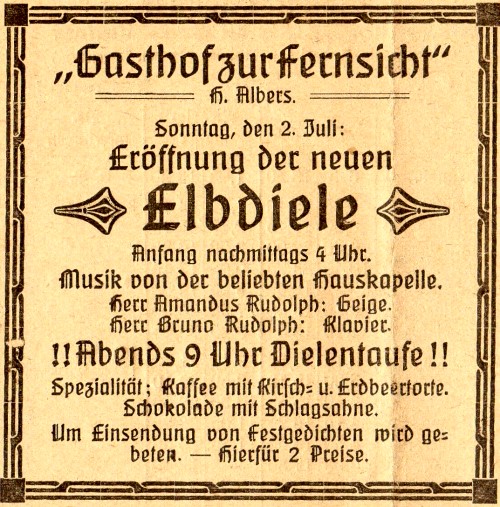 „Gasthof zur Fernsicht“
H. Albers.
Sonntag, den 2. Juli:
Eröffnung der neuen
Elbdiele
Anfang nachmittags 4 Uhr.
Musik von der beliebten Hauskapelle.
Herr Amandus Rudolph: Geige.
Herr Bruno Rudolph: Klavier.
!! Abends 9 Uhr Dielentaufe !!
Spezialität; Kaffee mit Kirsch- u. Erdbeertorte.
Schokolade mit Schlagsahne.
Um Einsendung von Festgedichten wird ge-
beten. — Hierfür 2 Preise.